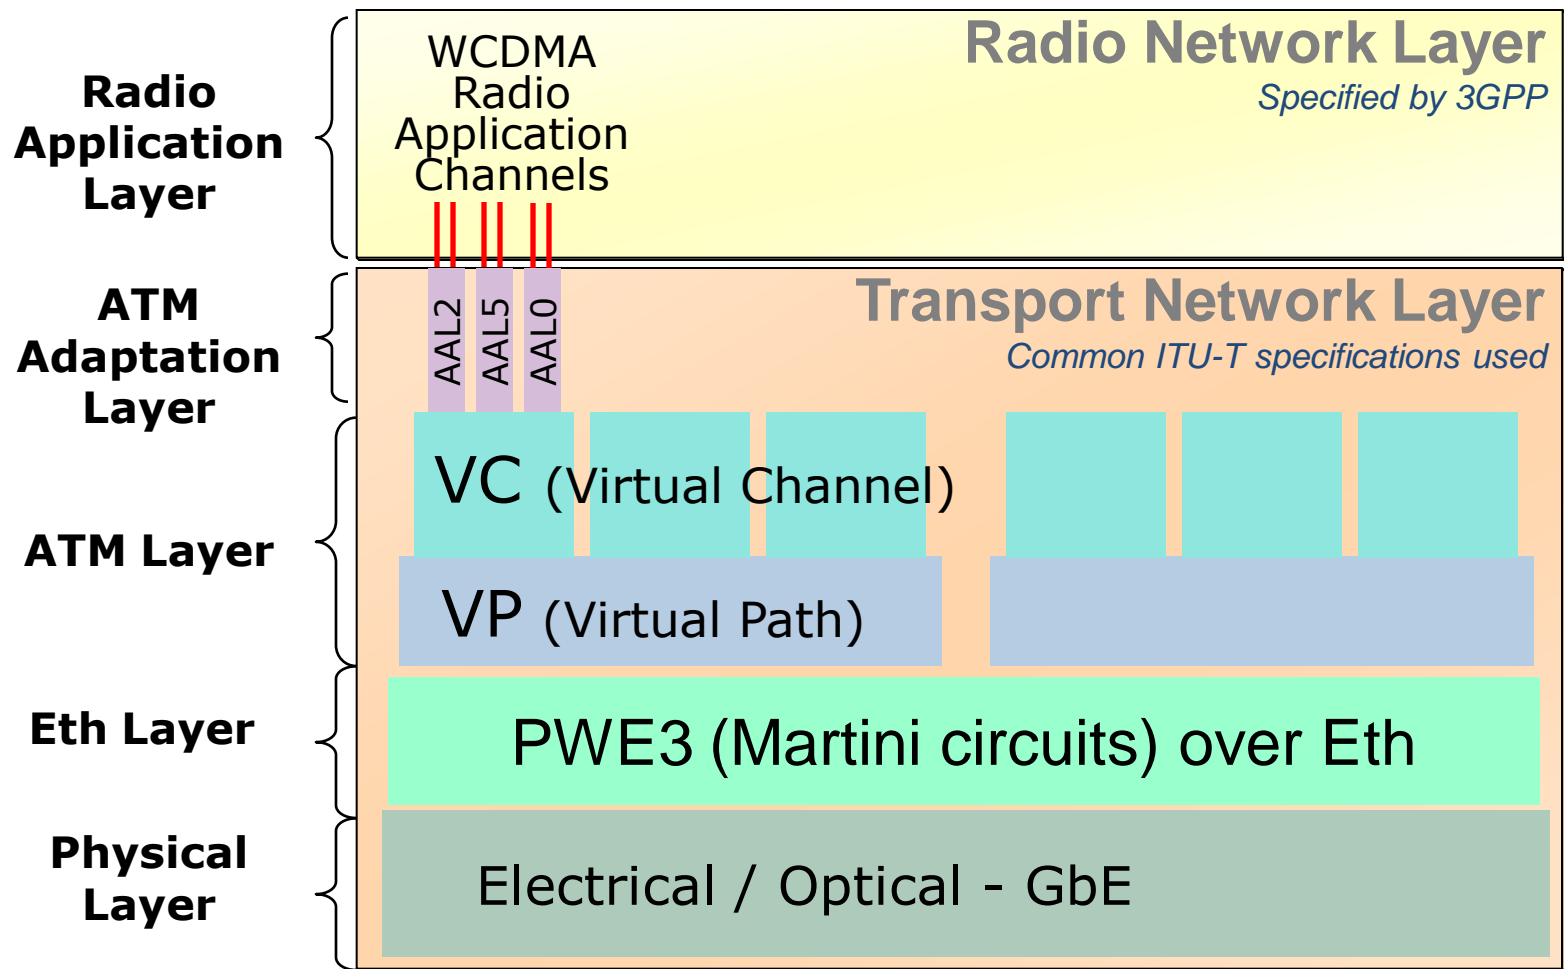 Radio
Application
Layer
WCDMA
Radio
Application
Channels
Radio Network Layer
Specified by 3GPP
ATM
Adaptation
Layer
AAL2
AAL5
AAL0
Transport Network Layer
Common ITU-T specifications used
ATM Layer
VC (Virtual Channel)
VP (Virtual Path)
Eth Layer
PWE3 (Martini circuits) over Eth
Physical
Layer
Electrical / Optical - GbE